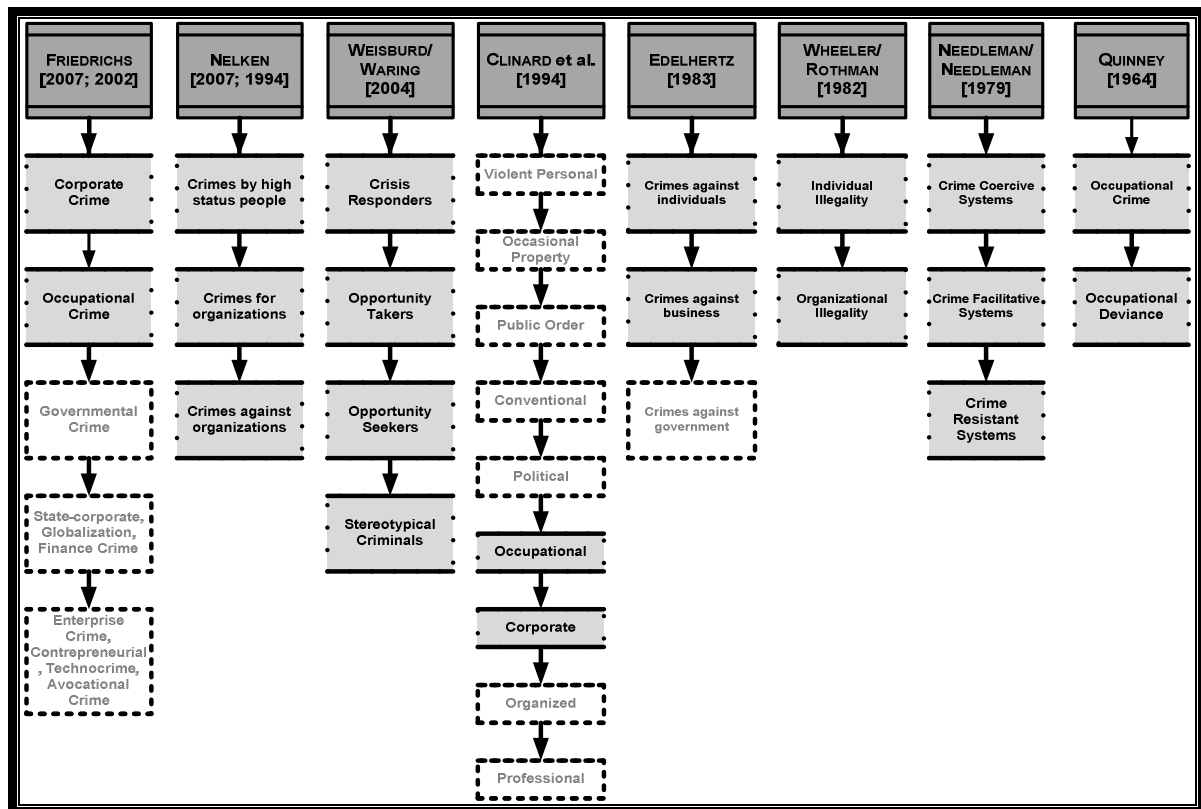 FRIEDRICHS
[2007; 2002]
Corporate
Crime
Occupational
Crime
Governmental
Crime
State-corporate,
Globalization,
Finance Crime
Enterprise
Crime,
Contrepreneurial
, Technocrime,
Avocational
Crime
NELKEN
[2007; 1994]
Crimes by high
status people
Crimes for
organizations
Crimes against
organizations
WEISBURD/
WARING
[2004]
Crisis
Responders
Opportunity
Takers
Opportunity
Seekers
Stereotypical
Criminals
CLINARD et al.
[1994]
Violent Personal
Occasional
Property
Public Order
Conventional
Political
Occupational
Corporate
Organized
Professional
EDELHERTZ
[1983]
Crimes against
individuals
Crimes against
business
Crimes against
government
WHEELER/
ROTHMAN
[1982]
Individual
Illegality
Organizational
Illegality
NEEDLEMAN/
NEEDLEMAN
[1979]
Crime Coercive
Systems
Crime Facilitative
Systems
Crime
Resistant
Systems
QUINNEY
[1964]
Occupational
Crime
Occupational
Deviance